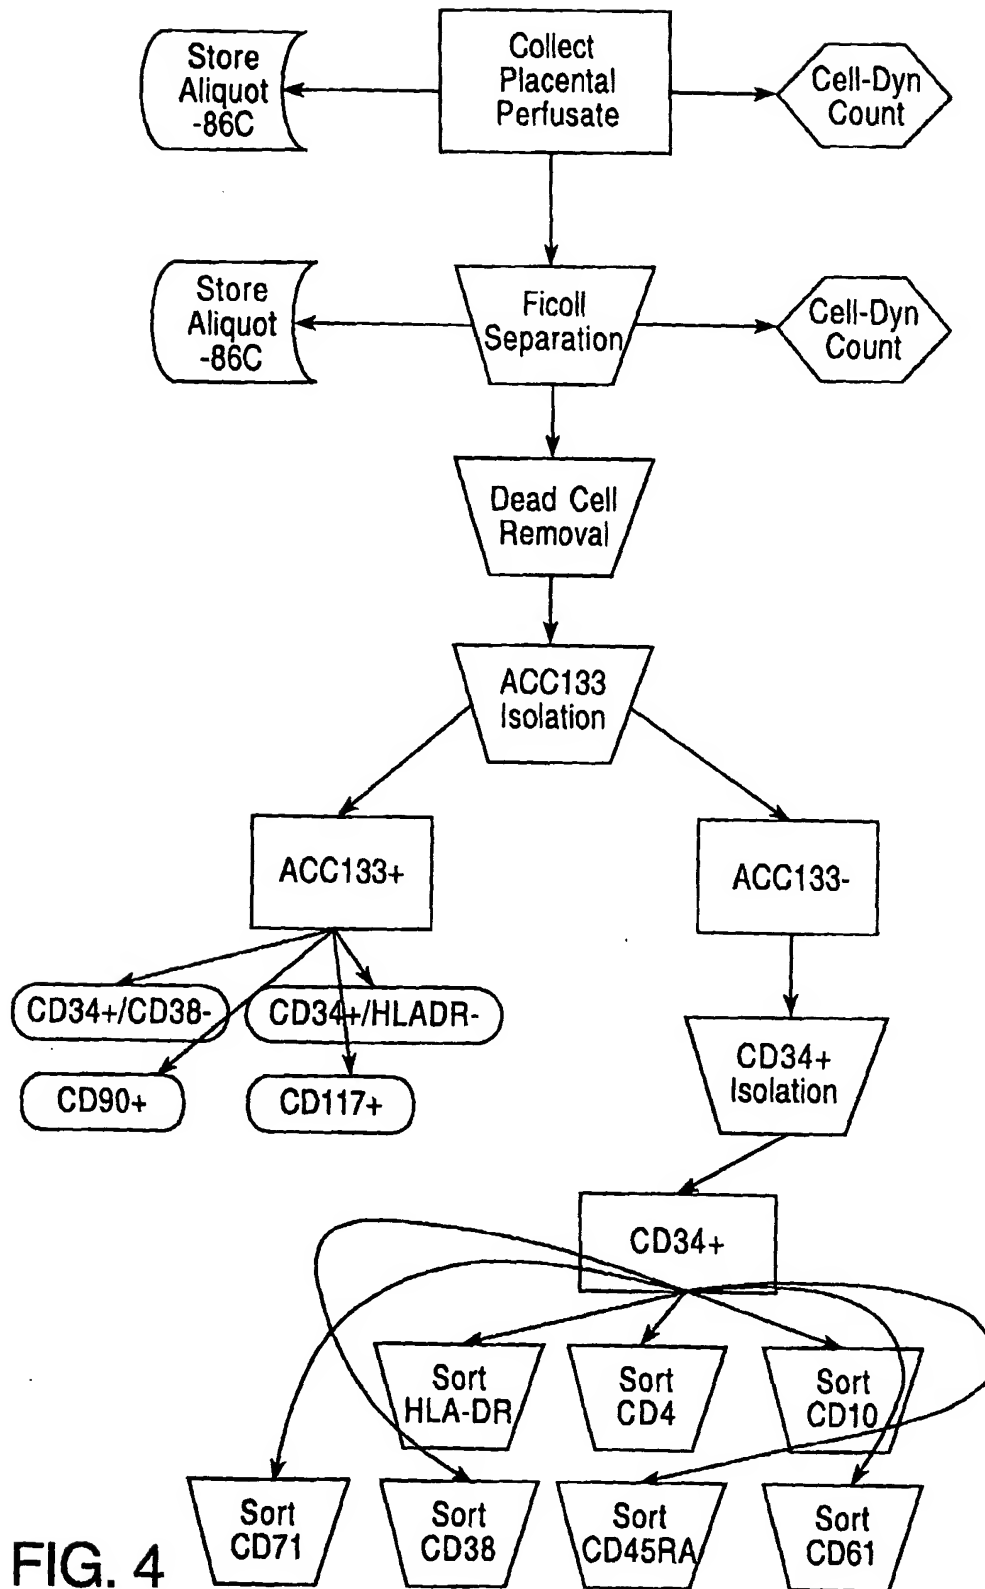 Store
Aliquot
-86C
Collect
Placental
Perfusate
Cell-Dyn
Count
Store
Aliquot
-86C
Ficoll
Separation
Cell-Dyn
Count
Dead Cell
Removal
ACC133
Isolation
ACC133+
ACC133-
CD34+/CD38-
CD34+/HLADR-
CD90+
CD117+
CD34+
Isolation
CD34+
Sort
HLA-DR
Sort
CD4
Sort
CD10
Sort
CD71
Sort
CD38
Sort
CD45RA
Sort
CD61
FIG. 4